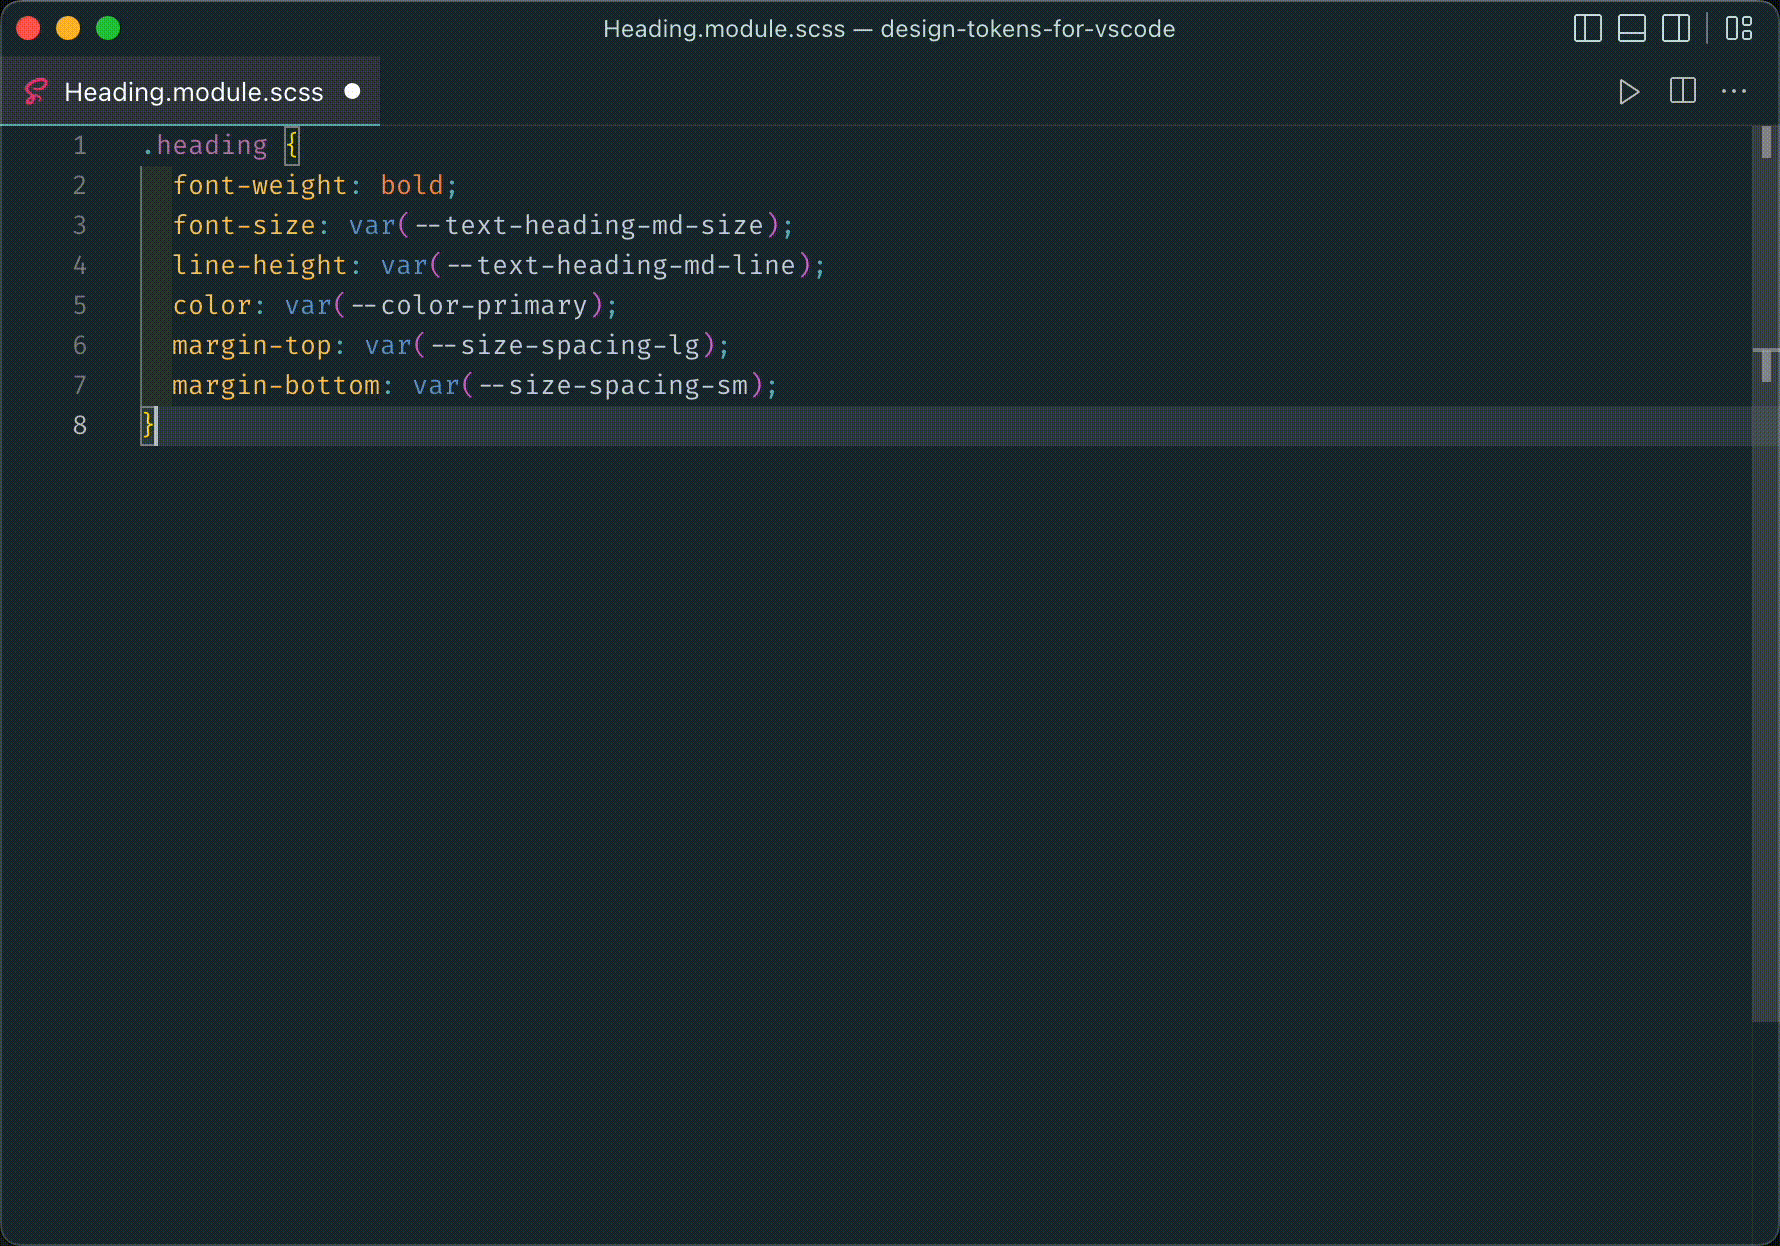 Heading.module.scss — design-tokens-for-vscode
Heading.module.scss
1 .heading {
2 font-weight: bold;
3 font-size: var(--text-heading-md-size);
4 line-height: var(--text-heading-md-line);
5 color: var(--color-primary);
6 margin-top: var(--size-spacing-lg);
7 margin-bottom: var(--size-spacing-sm);
8 }